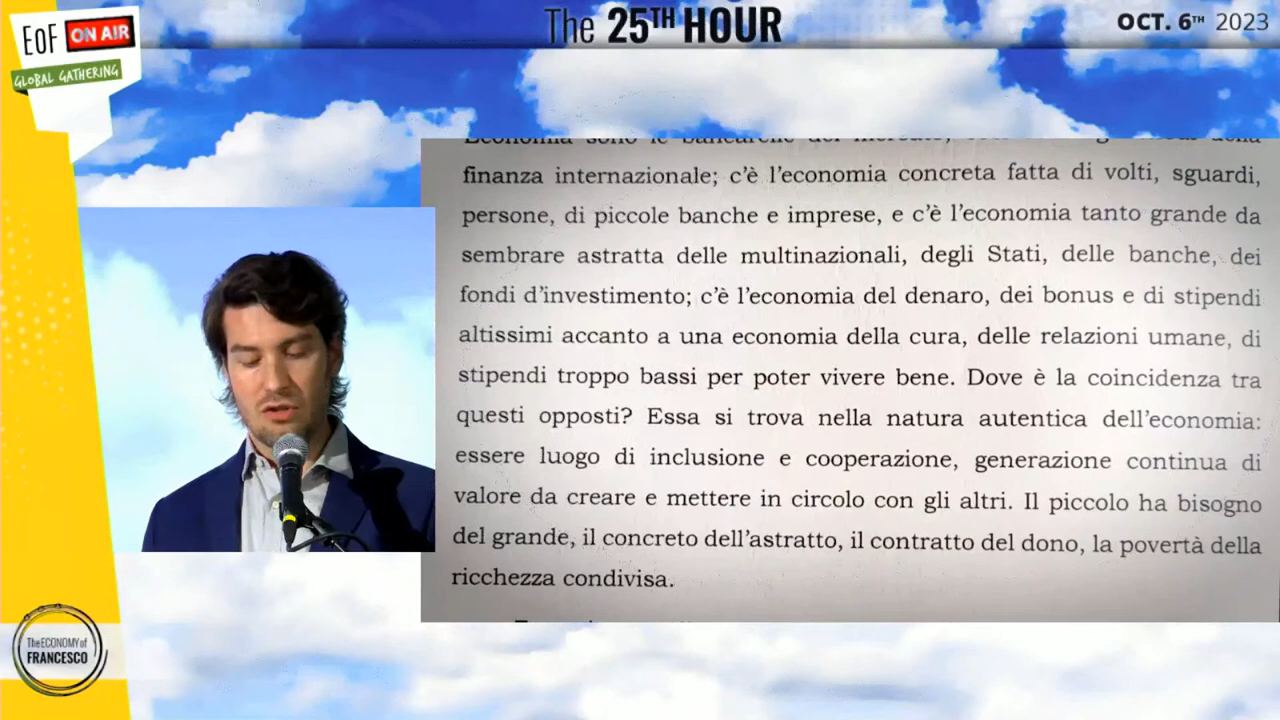 EoF ON AIR
GLOBAL GATHERING
The 25TH HOUR
OCT. 6TH 2023
Economia sono le bancarelle del mercato,
finanza internazionale; c'è l'economia concreta fatta di volti, sguardi,
persone, di piccole banche e imprese, e c'è l'economia tanto grande da
sembrare astratta delle multinazionali, degli Stati, delle banche, dei
fondi d'investimento; c'è l'economia del denaro, dei bonus e di stipendi
altissimi accanto a una economia della cura, delle relazioni umane, di
stipendi troppo bassi per poter vivere bene. Dove è la coincidenza tra
questi opposti? Essa si trova nella natura autentica dell'economia:
essere luogo di inclusione e cooperazione, generazione continua di
valore da creare e mettere in circolo con gli altri. Il piccolo ha bisogno
del grande, il concreto dell'astratto, il contratto del dono, la povertà della
ricchezza condivisa.
The ECONOMY of
FRANCESCO